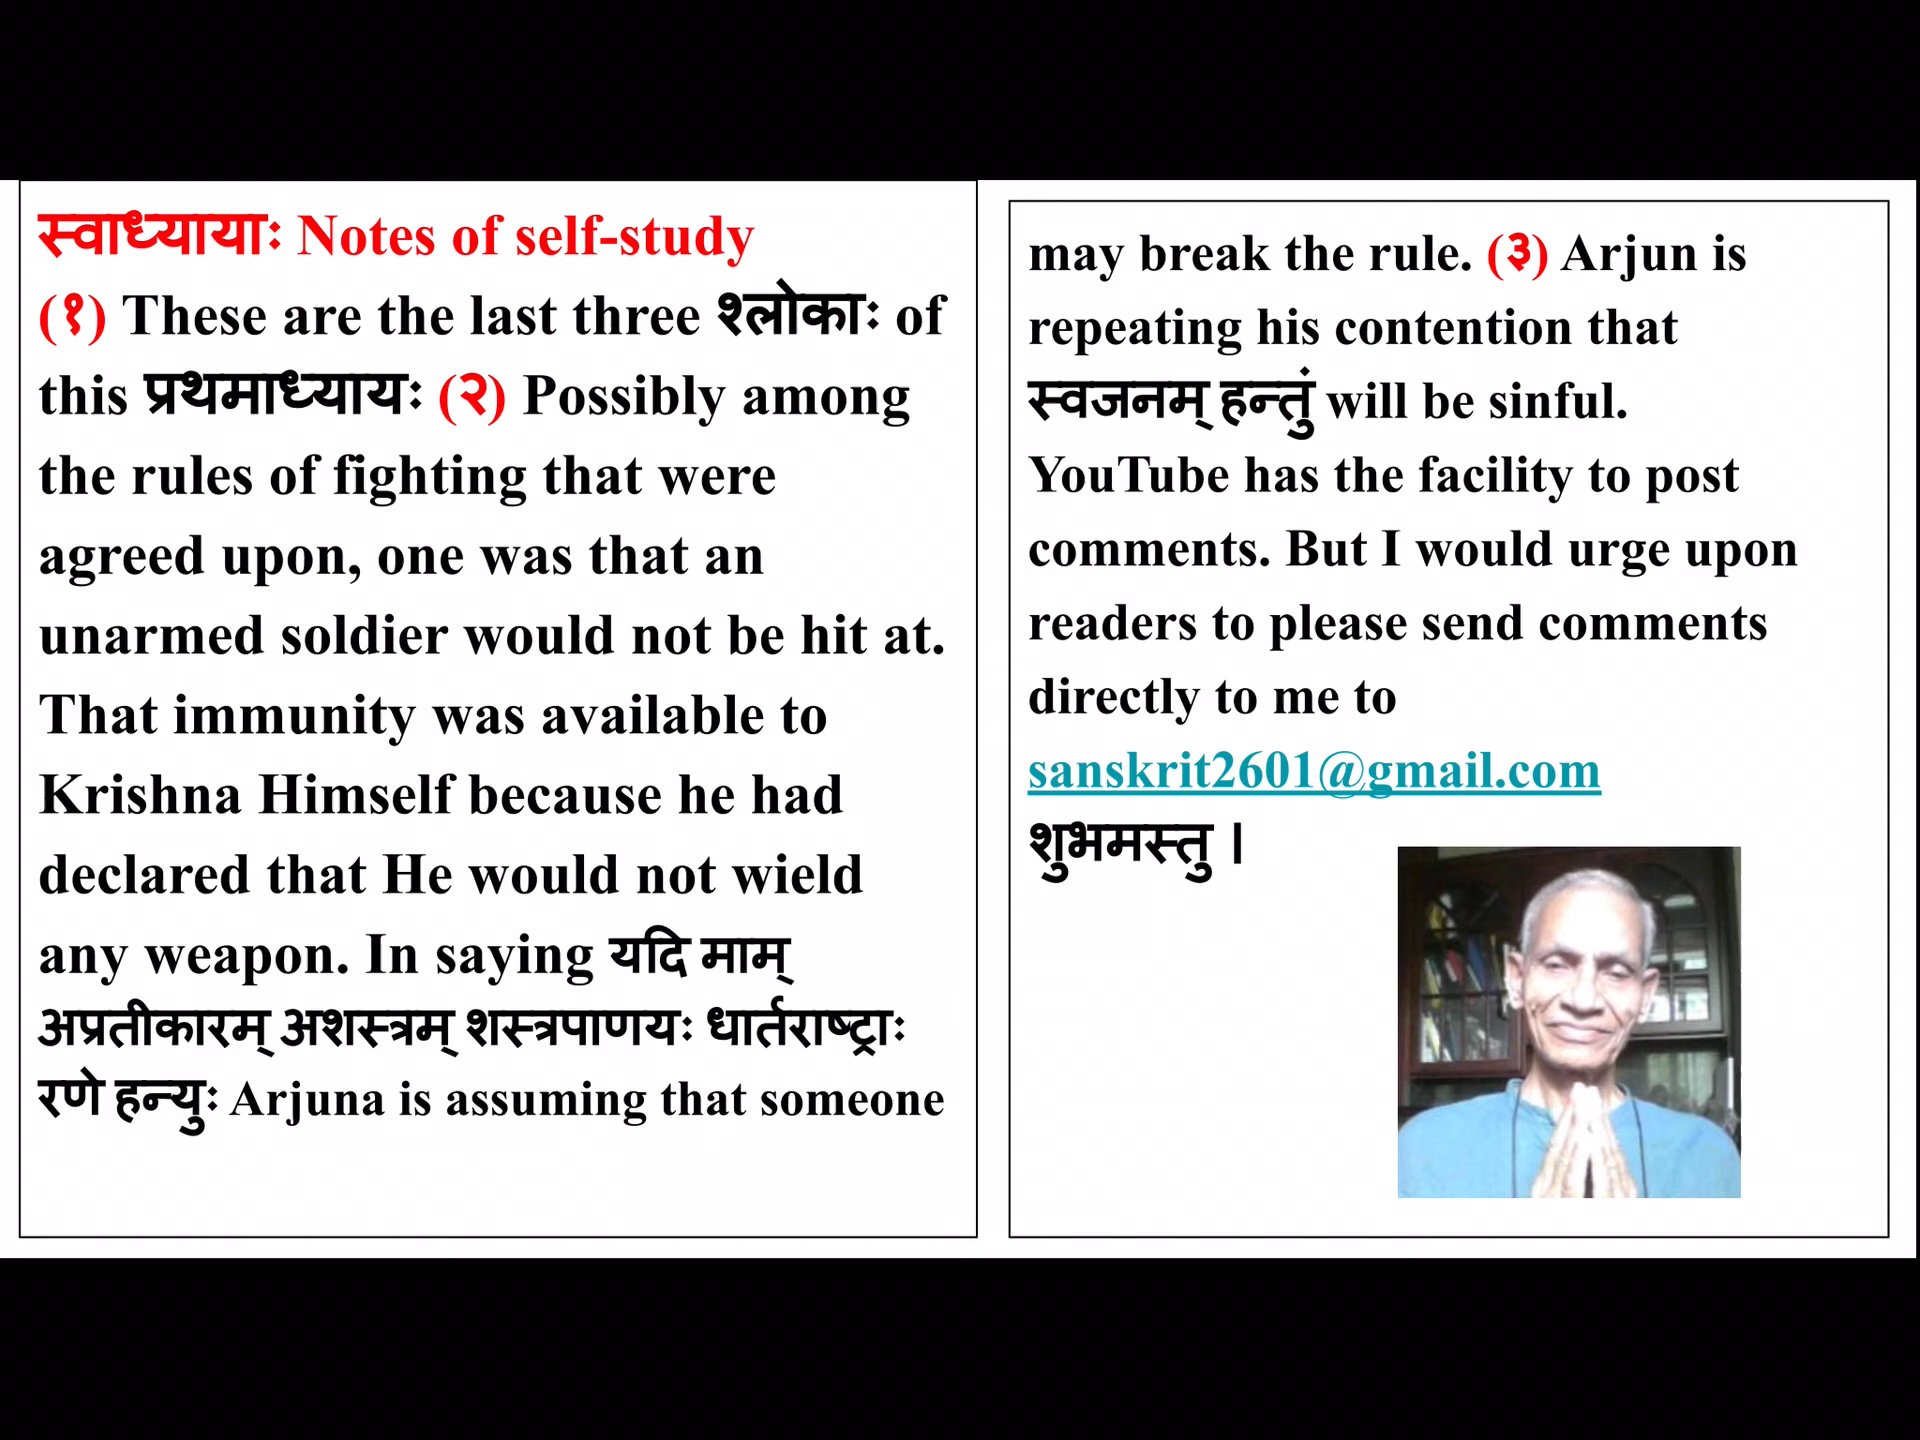 स्वाध्यायाः Notes of self-study
(१) These are the last three श्लोकाः of
this प्रथमाध्यायः (२) Possibly among
the rules of fighting that were
agreed upon, one was that an
unarmed soldier would not be hit at.
That immunity was available to
Krishna Himself because he had
declared that He would not wield
any weapon. In saying यदि माम्
अप्रतीकारम् अशस्त्रम् शस्त्रपाणयः धार्तराष्ट्राः
रणे हन्युः Arjuna is assuming that someone
may break the rule. (३) Arjun is
repeating his contention that
स्वजनम् हन्तुं will be sinful.
YouTube has the facility to post
comments. But I would urge upon
readers to please send comments
directly to me to
sanskrit2601@gmail.com
शुभमस्तु ।